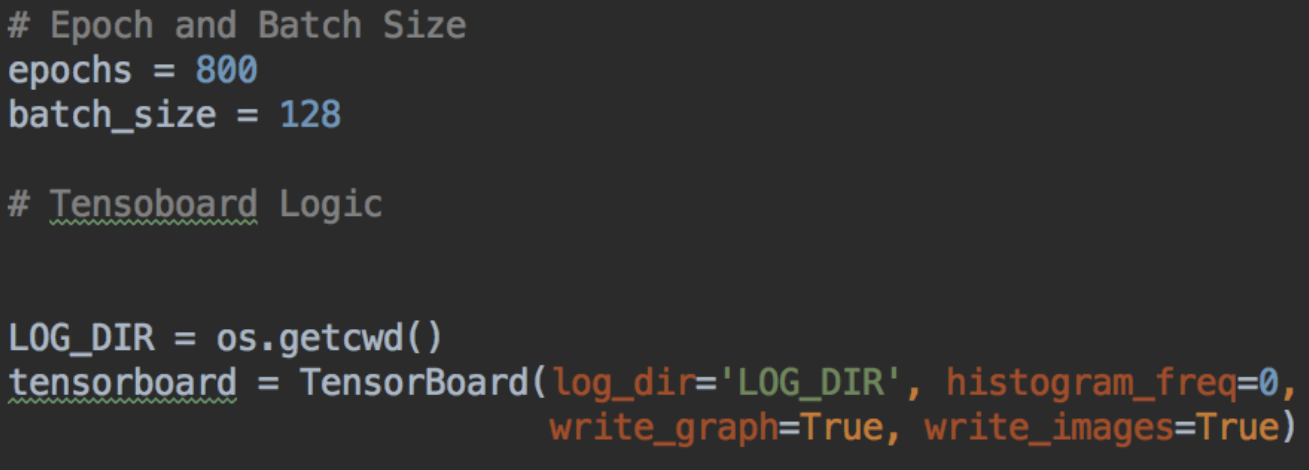 # Epoch and Batch Size
epochs = 800
batch_size = 128
# Tensoboard Logic
LOG_DIR = os.getcwd()
tensorboard = TensorBoard(log_dir='LOG_DIR', histogram_freq=0,
write_graph=True, write_images=True)